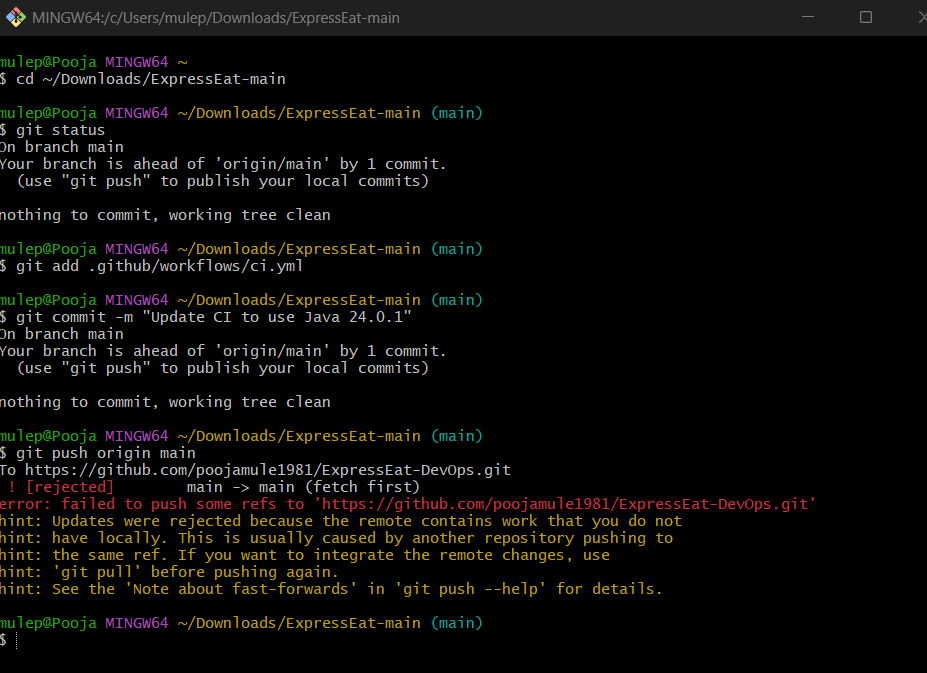 MINGW64:/c/Users/mulep/Downloads/ExpressEat-main
mulep@Pooja MINGW64 ~
$ cd ~/Downloads/ExpressEat-main
mulep@Pooja MINGW64 ~/Downloads/ExpressEat-main (main)
$ git status
On branch main
Your branch is ahead of 'origin/main' by 1 commit.
  (use "git push" to publish your local commits)
nothing to commit, working tree clean
mulep@Pooja MINGW64 ~/Downloads/ExpressEat-main (main)
$ git add .github/workflows/ci.yml
mulep@Pooja MINGW64 ~/Downloads/ExpressEat-main (main)
$ git commit -m "Update CI to use Java 24.0.1"
On branch main
Your branch is ahead of 'origin/main' by 1 commit.
  (use "git push" to publish your local commits)
nothing to commit, working tree clean
mulep@Pooja MINGW64 ~/Downloads/ExpressEat-main (main)
$ git push origin main
To https://github.com/poojamule1981/ExpressEat-DevOps.git
 ! [rejected]        main -> main (fetch first)
error: failed to push some refs to 'https://github.com/poojamule1981/ExpressEat-DevOps.git'
hint: Updates were rejected because the remote contains work that you do not
hint: have locally. This is usually caused by another repository pushing to
hint: the same ref. If you want to integrate the remote changes, use
hint: 'git pull' before pushing again.
hint: See the 'Note about fast-forwards' in 'git push --help' for details.
mulep@Pooja MINGW64 ~/Downloads/ExpressEat-main (main)
$